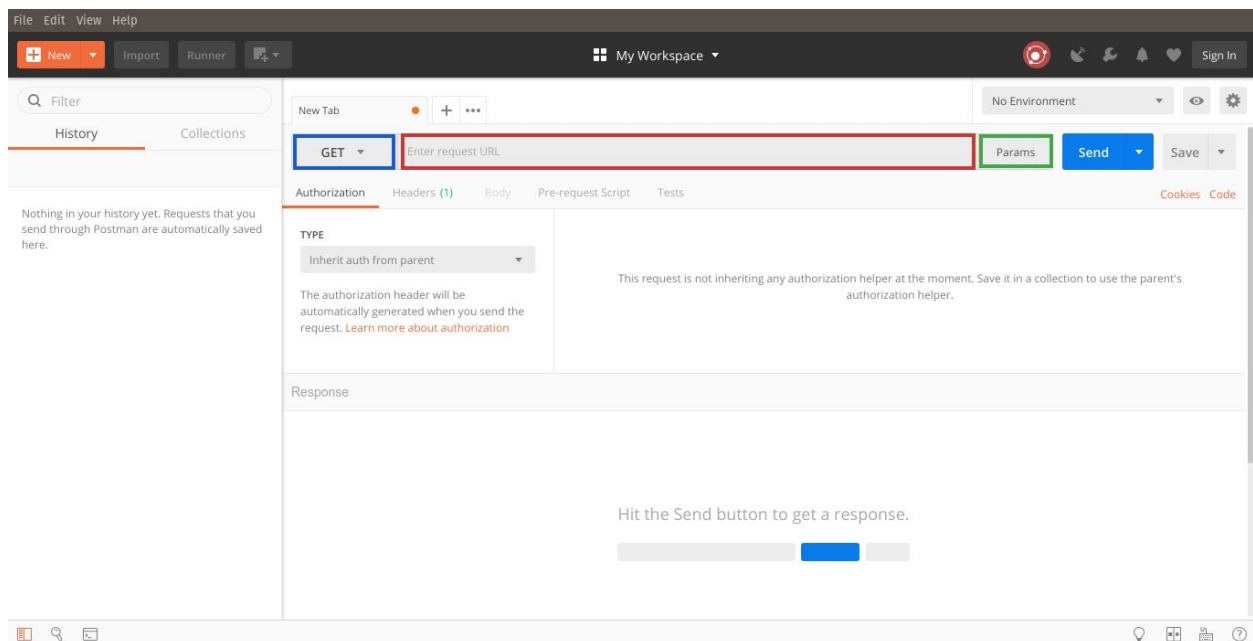 File Edit View Help
New Import Runner My Workspace Sign In
Filter
History Collections
Nothing in your history yet. Requests that you
send through Postman are automatically saved
here.
New Tab No Environment
GET Enter request URL Params Send Save
Authorization Headers (1) Body Pre-request Script Tests Cookies Code
TYPE
Inherit auth from parent
The authorization header will be
automatically generated when you send the
request. Learn more about authorization
This request is not inheriting any authorization helper at the moment. Save it in a collection to use the parent's
authorization helper.
Response
Hit the Send button to get a response.